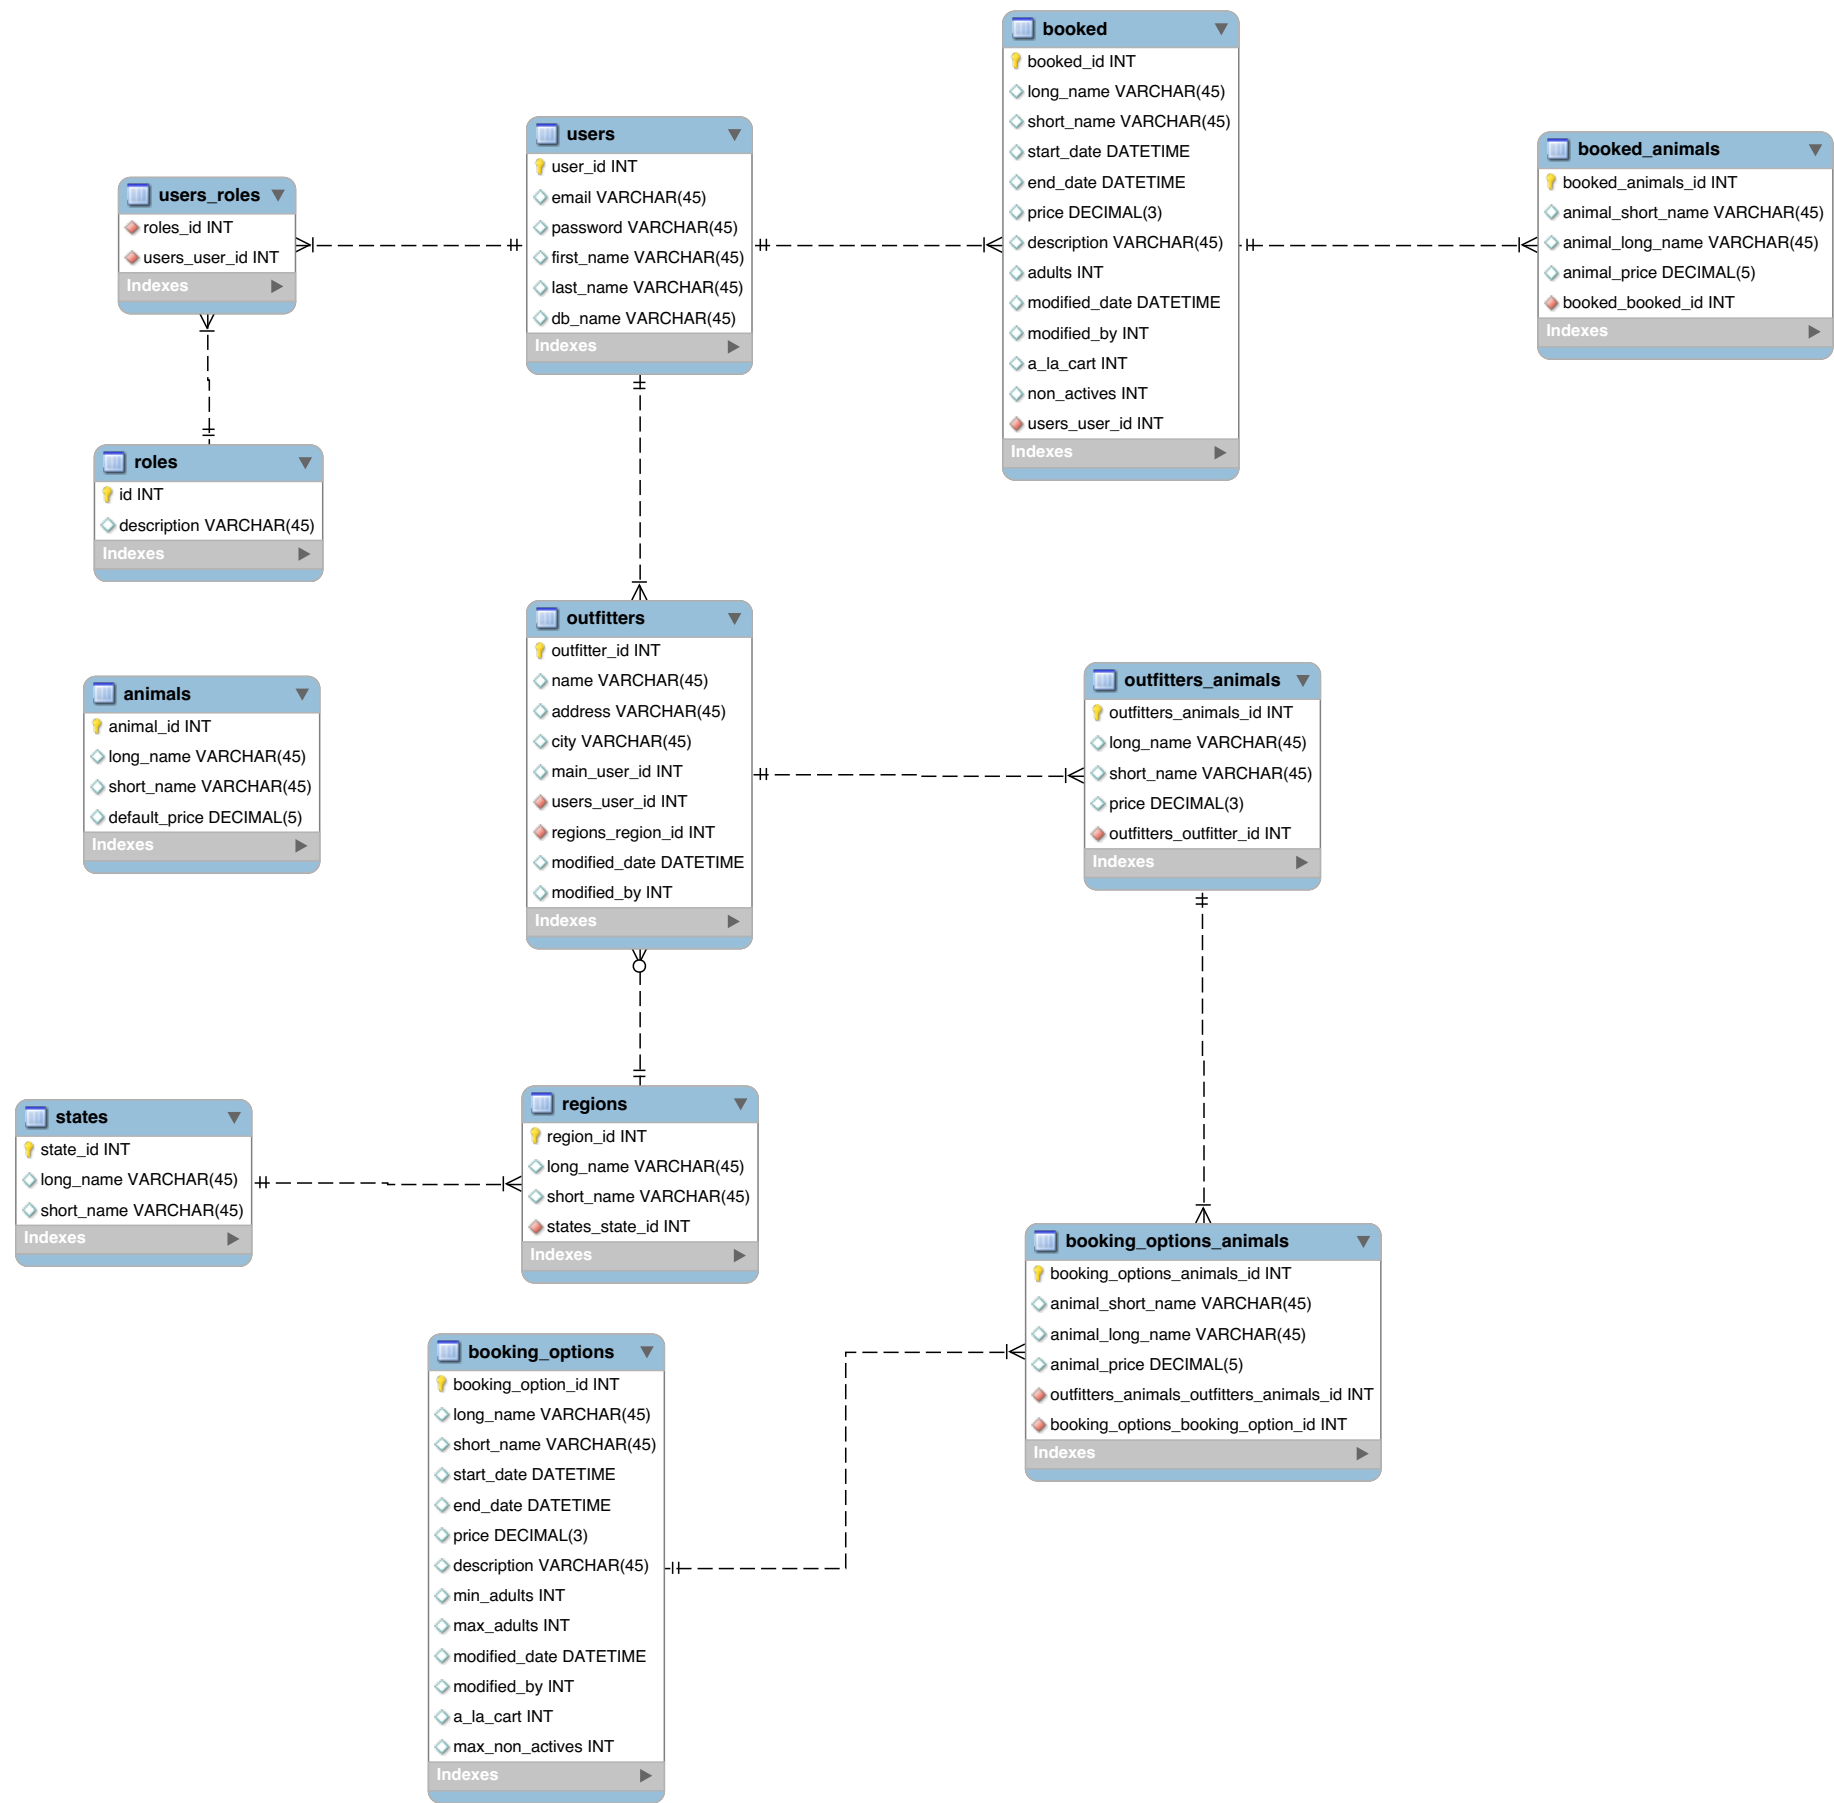 booked
booked_id INT
long_name VARCHAR(45)
short_name VARCHAR(45)
start_date DATETIME
end_date DATETIME
price DECIMAL(3)
description VARCHAR(45)
adults INT
modified_date DATETIME
modified_by INT
a_la_cart INT
non_actives INT
users_user_id INT
Indexes
users
user_id INT
email VARCHAR(45)
password VARCHAR(45)
first_name VARCHAR(45)
last_name VARCHAR(45)
db_name VARCHAR(45)
Indexes
booked_animals
booked_animals_id INT
animal_short_name VARCHAR(45)
animal_long_name VARCHAR(45)
animal_price DECIMAL(5)
booked_booked_id INT
Indexes
users_roles
roles_id INT
users_user_id INT
Indexes
roles
id INT
description VARCHAR(45)
Indexes
outfitters
outfitter_id INT
name VARCHAR(45)
address VARCHAR(45)
city VARCHAR(45)
main_user_id INT
users_user_id INT
regions_region_id INT
modified_date DATETIME
modified_by INT
Indexes
outfitters_animals
outfitters_animals_id INT
long_name VARCHAR(45)
short_name VARCHAR(45)
price DECIMAL(3)
outfitters_outfitter_id INT
Indexes
animals
animal_id INT
long_name VARCHAR(45)
short_name VARCHAR(45)
default_price DECIMAL(5)
Indexes
states
state_id INT
long_name VARCHAR(45)
short_name VARCHAR(45)
Indexes
regions
region_id INT
long_name VARCHAR(45)
short_name VARCHAR(45)
states_state_id INT
Indexes
booking_options_animals
booking_options_animals_id INT
animal_short_name VARCHAR(45)
animal_long_name VARCHAR(45)
animal_price DECIMAL(5)
outfitters_animals_outfitters_animals_id INT
booking_options_booking_option_id INT
Indexes
booking_options
booking_option_id INT
long_name VARCHAR(45)
short_name VARCHAR(45)
start_date DATETIME
end_date DATETIME
price DECIMAL(3)
description VARCHAR(45)
min_adults INT
max_adults INT
modified_date DATETIME
modified_by INT
a_la_cart INT
max_non_actives INT
Indexes